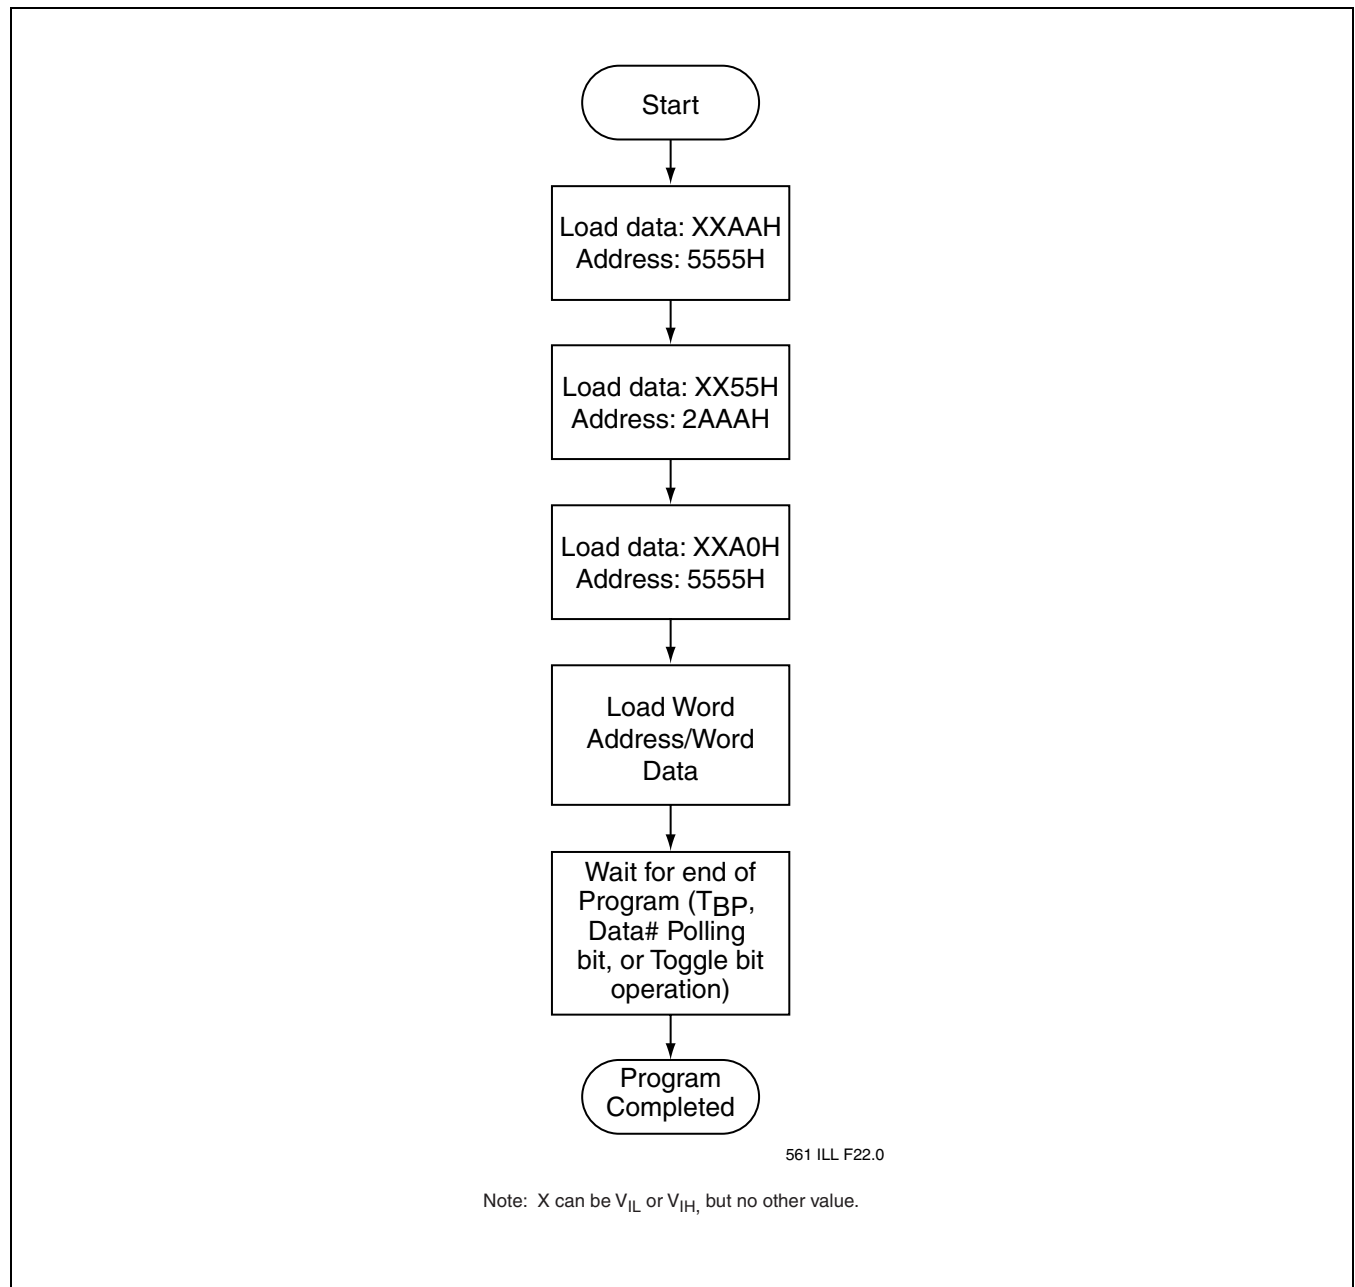 Start
Load data: XXAAH
Address: 5555H
Load data: XX55H
Address: 2AAAH
Load data: XXA0H
Address: 5555H
Load Word
Address/Word
Data
Wait for end of
Program (TBP,
Data# Polling
bit, or Toggle bit
operation)
Program
Completed
561 ILL F22.0
Note: X can be VIL or VIH, but no other value.